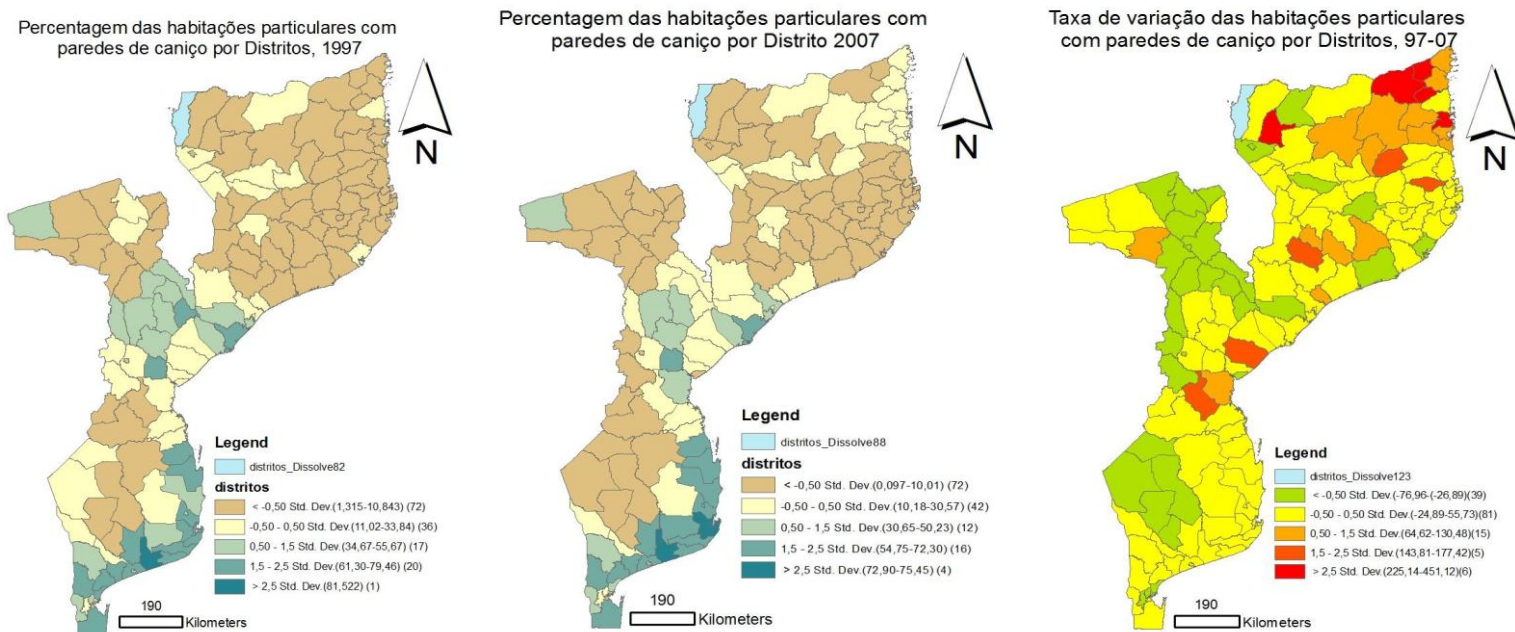 Percentagem das habitações particulares com
paredes de caniço por Distritos, 1997
N
Legend
distritos_Dissolve82
distritos
< -0,50 Std. Dev.(1,315-10,843) (72)
-0,50 - 0,50 Std. Dev.(11,02-33,84) (36)
0,50 - 1,5 Std. Dev.(34,67-55,67) (17)
1,5 - 2,5 Std. Dev.(61,30-79,46) (20)
> 2,5 Std. Dev.(81,522) (1)
190
Kilometers
Percentagem das habitações particulares com
paredes de caniço por Distrito 2007
N
Legend
distritos_Dissolve88
distritos
< -0,50 Std. Dev.(0,097-10,01) (72)
-0,50 - 0,50 Std. Dev.(10,18-30,57) (42)
0,50 - 1,5 Std. Dev.(30,65-50,23) (12)
1,5 - 2,5 Std. Dev.(54,75-72,30) (16)
> 2,5 Std. Dev.(72,90-75,45) (4)
190
Kilometers
Taxa de variação das habitações particulares
com paredes de caniço por Distritos, 97-07
N
Legend
distritos_Dissolve123
< -0,50 Std. Dev.(-76,96-(-26,89)(39)
-0,50 - 0,50 Std. Dev.(-24,89-55,73)(81)
0,50 - 1,5 Std. Dev.(64,62-130,48)(15)
1,5 - 2,5 Std. Dev.(143,81-177,42)(5)
> 2,5 Std. Dev.(225,14-451,12)(6)
190
Kilometers